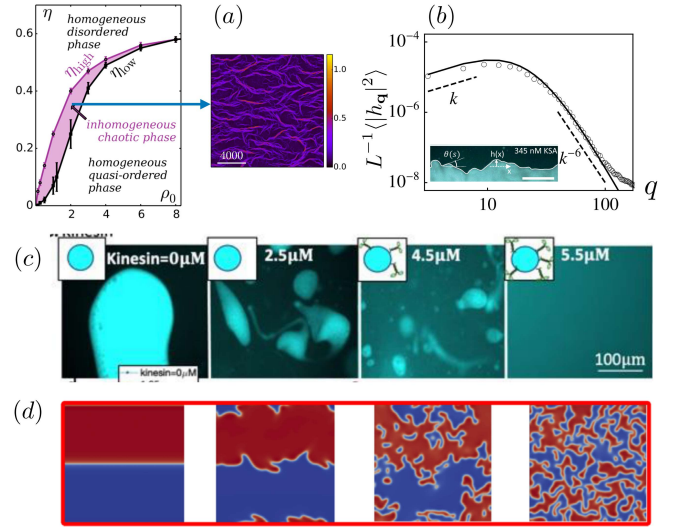 η
homogeneous
disordered
phase
0.6
0.4
0.2
0
η_high
η_low
inhomogeneous
chaotic phase
homogeneous
quasi-ordered
phase
ρ₀
0 2 4 6 8
(a)
1.0
0.5
0.0
4000
(b)
L⁻¹⟨|h_q|²⟩
10⁻⁴
10⁻⁶
10⁻⁸
k
k⁻⁶
θ(s)
h(x)
x
345 nM KSA
10 100
q
(c)
Kinesin=0μM
2.5μM
4.5μM
5.5μM
kinesin=0μM
100μm
(d)